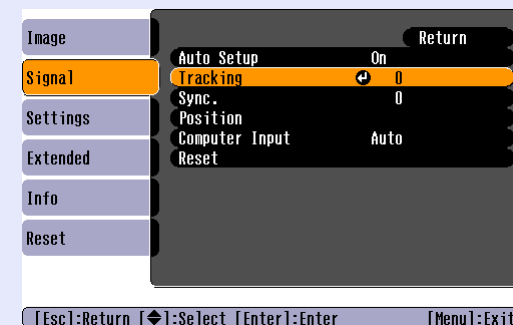 Image
Signal
Settings
Extended
Info
Reset
Return
Auto Setup On
Tracking 0
Sync. 0
Position
Computer Input Auto
Reset
[Esc]:Return [◆]:Select [Enter]:Enter [Menu]:Exit